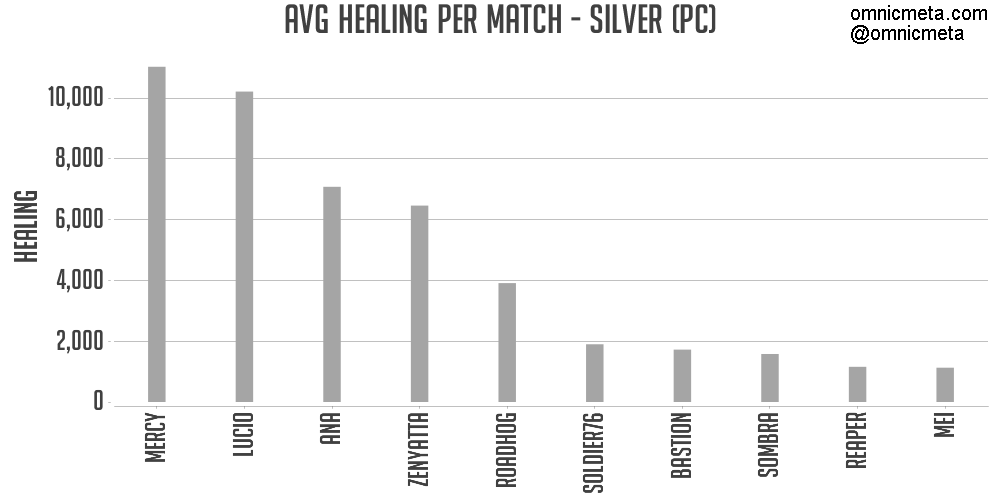 AVG HEALING PER MATCH - SILVER (PC)
omnicmeta.com
@omnicmeta
HEALING
10,000
8,000
6,000
4,000
2,000
0
MERCY
LUCIO
ANA
ZENYATTA
ROADHOG
SOLDIER76
BASTION
SOMBRA
REAPER
MEI